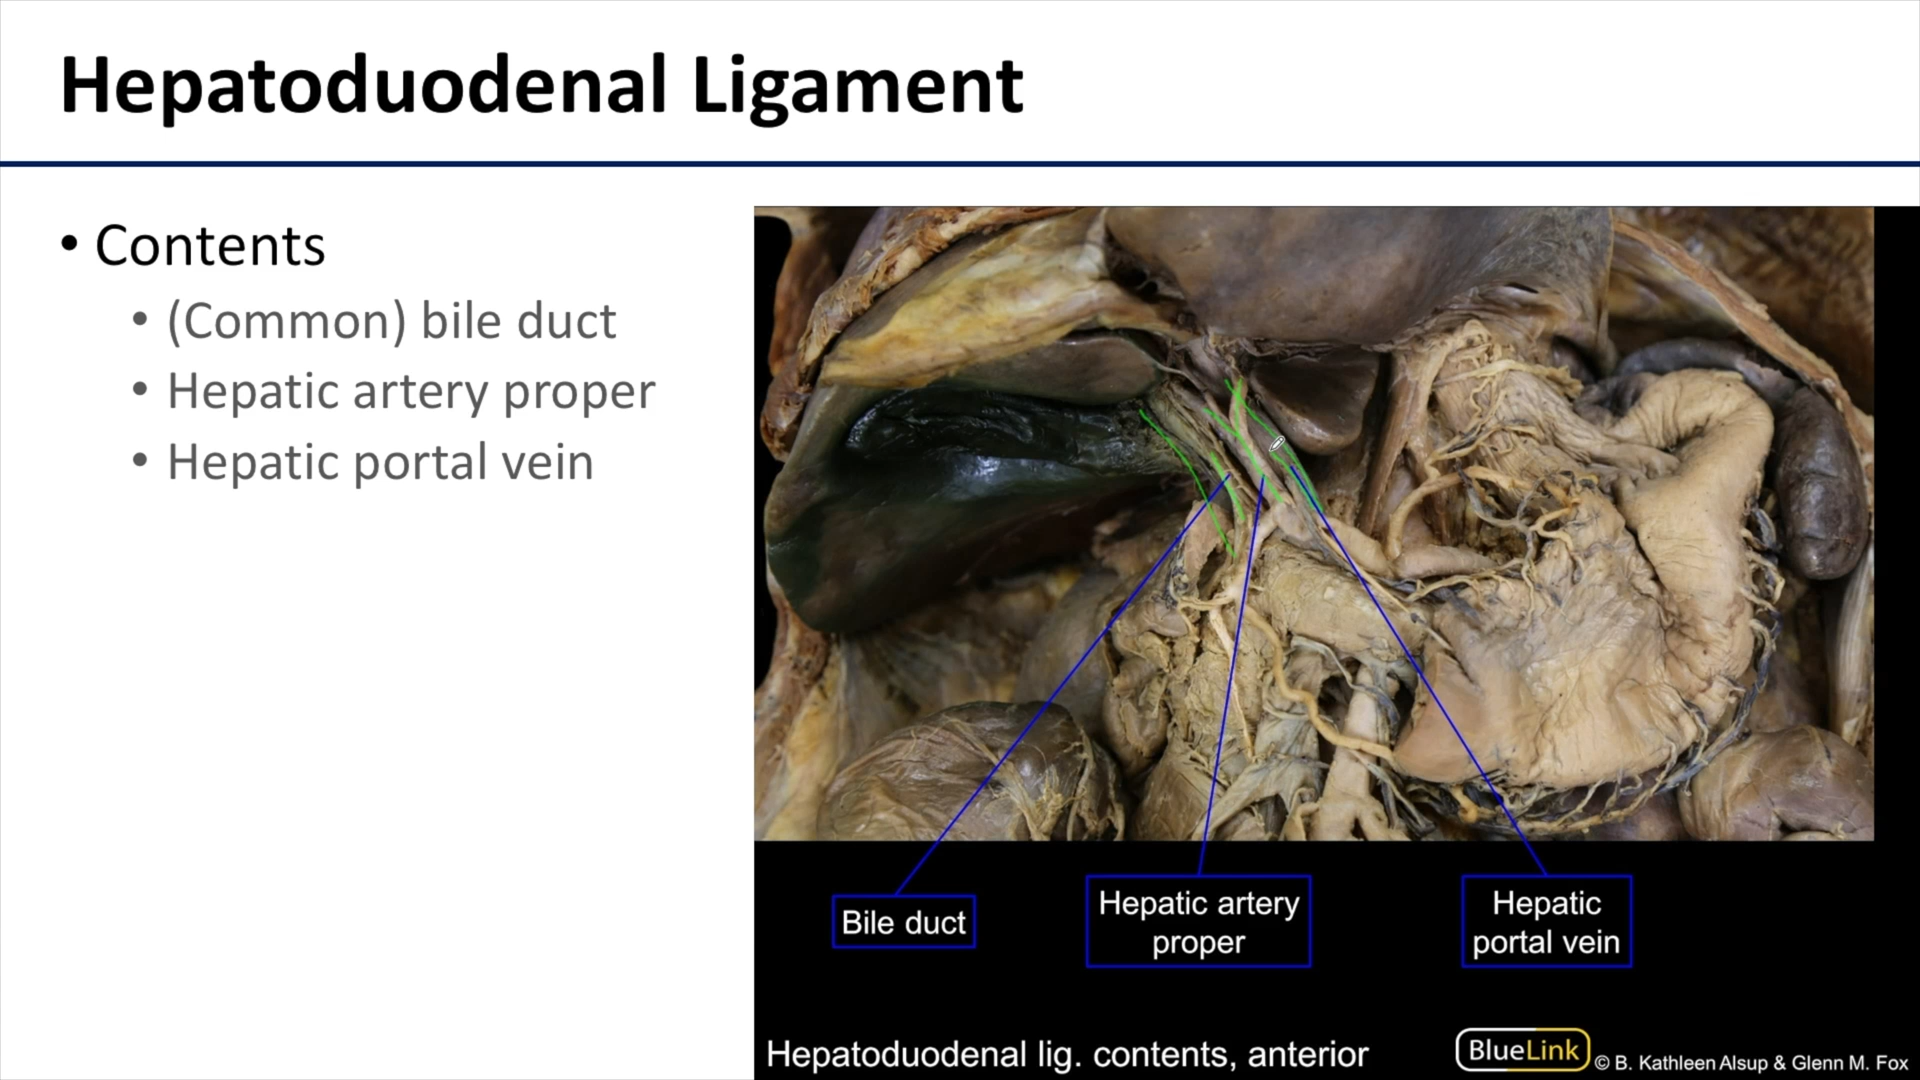 Hepatoduodenal Ligament
• Contents
• (Common) bile duct
• Hepatic artery proper
• Hepatic portal vein
Bile duct
Hepatic artery
proper
Hepatic
portal vein
Hepatoduodenal lig. contents, anterior
BlueLink © B. Kathleen Alsup & Glenn M. Fox